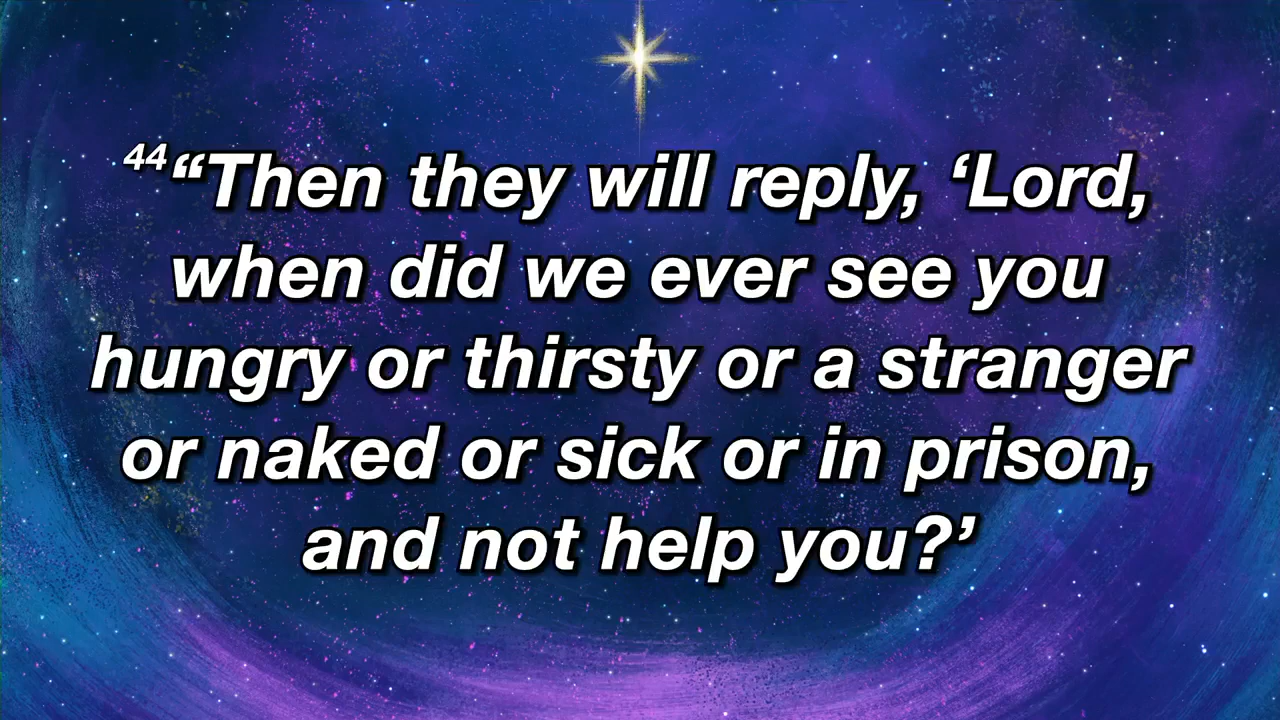 44“Then they will reply, ‘Lord,
when did we ever see you
hungry or thirsty or a stranger
or naked or sick or in prison,
and not help you?’